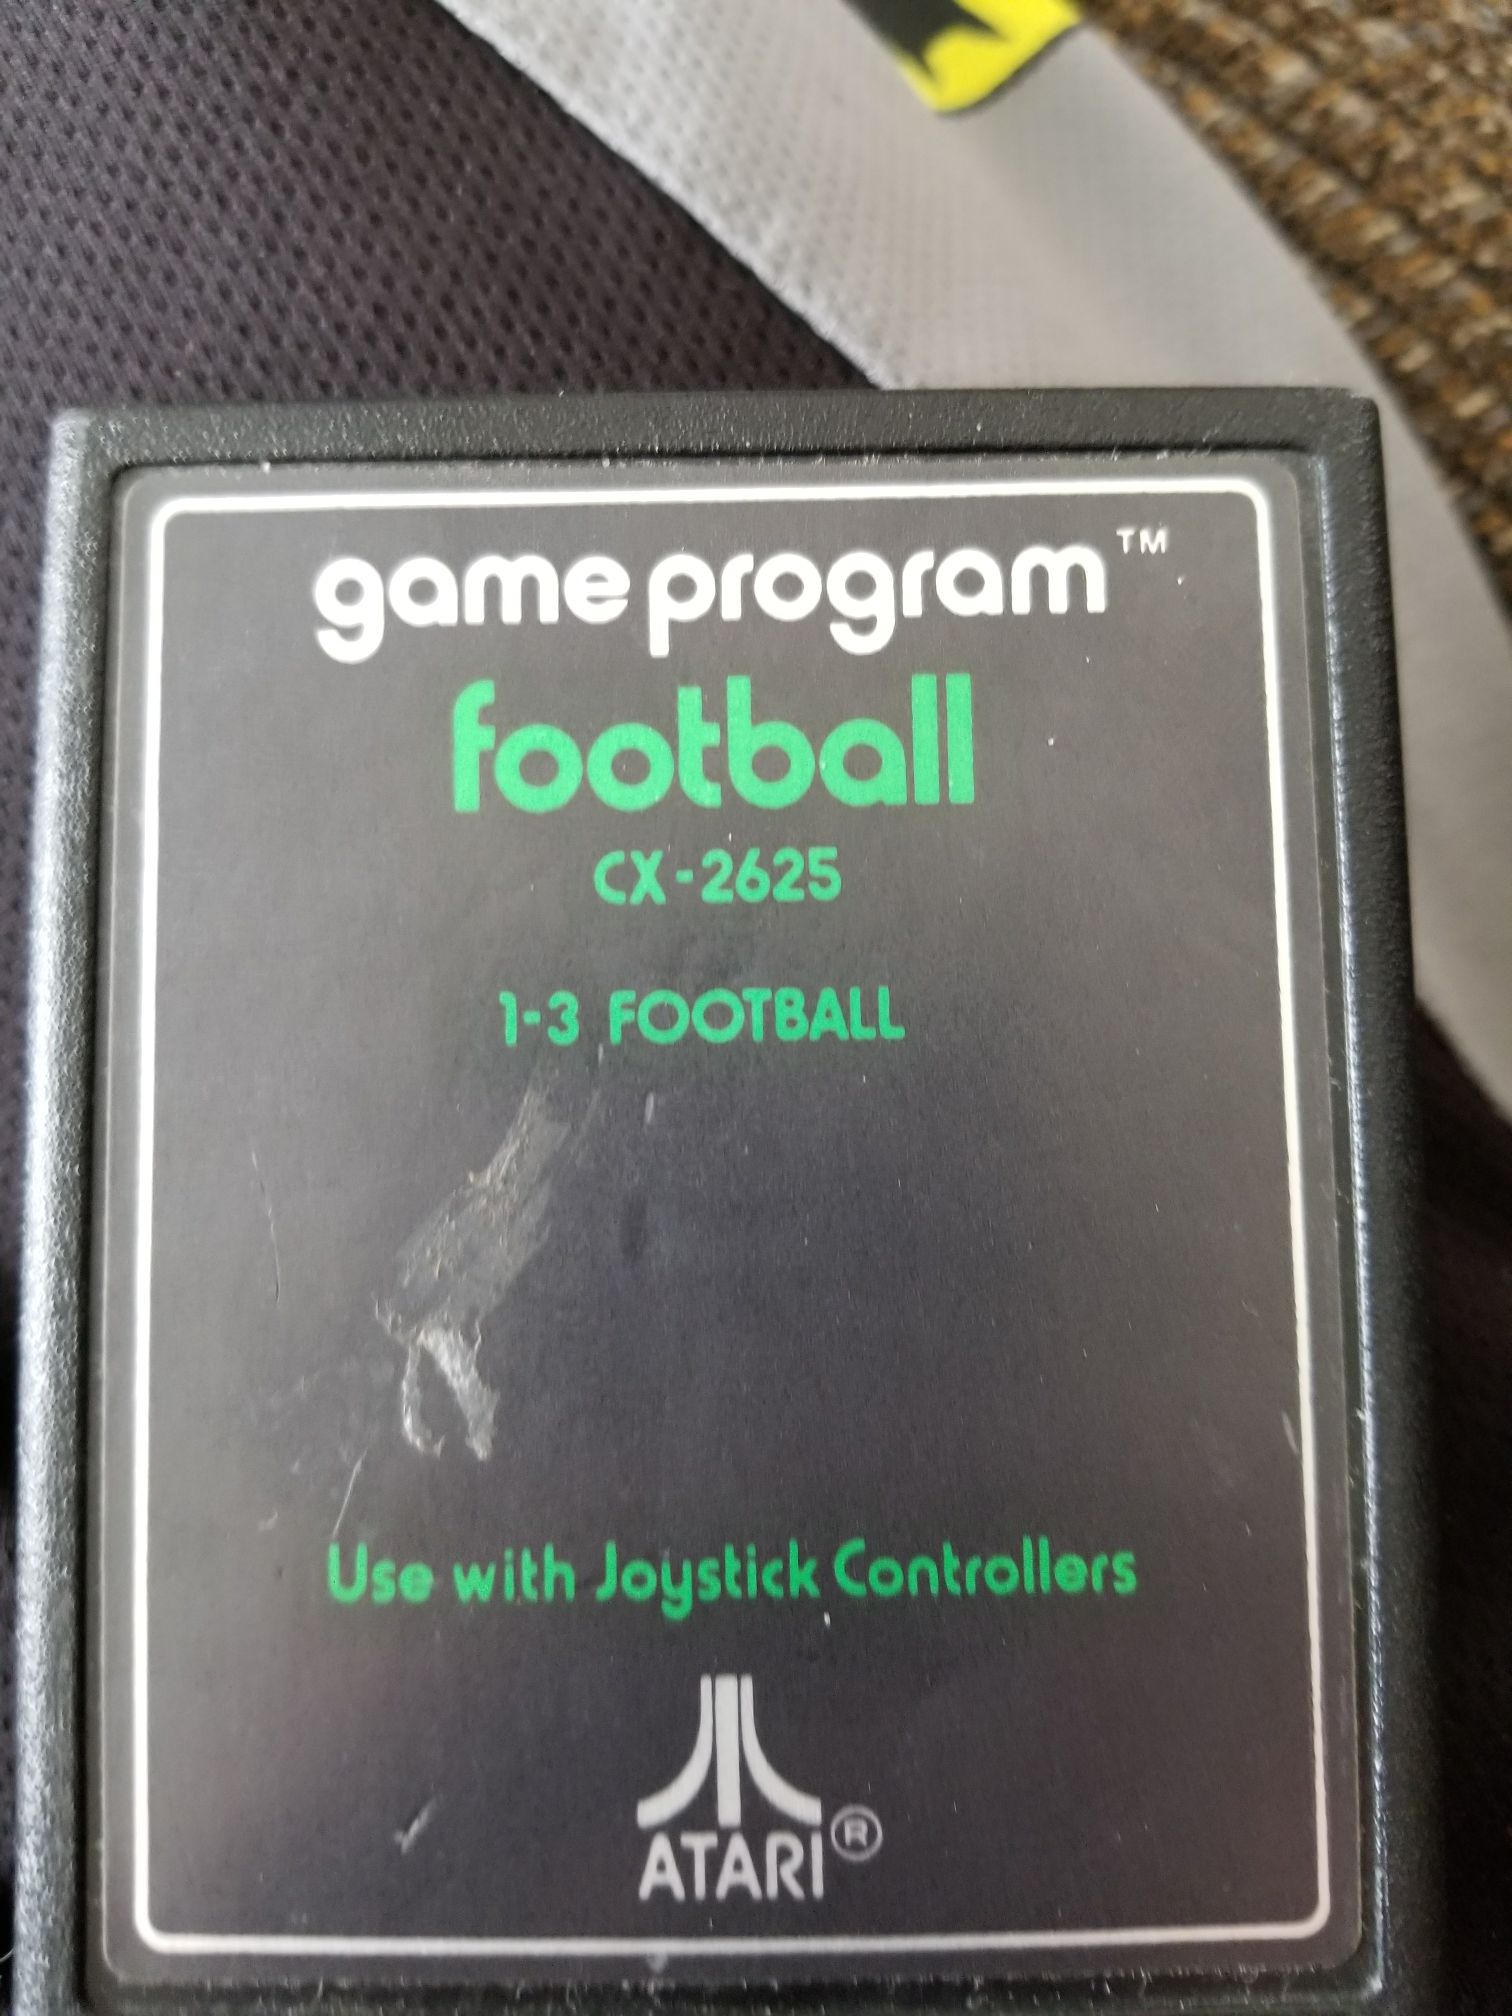 game program™
football
CX-2625
1-3 FOOTBALL
Use with Joystick Controllers
ATARI®